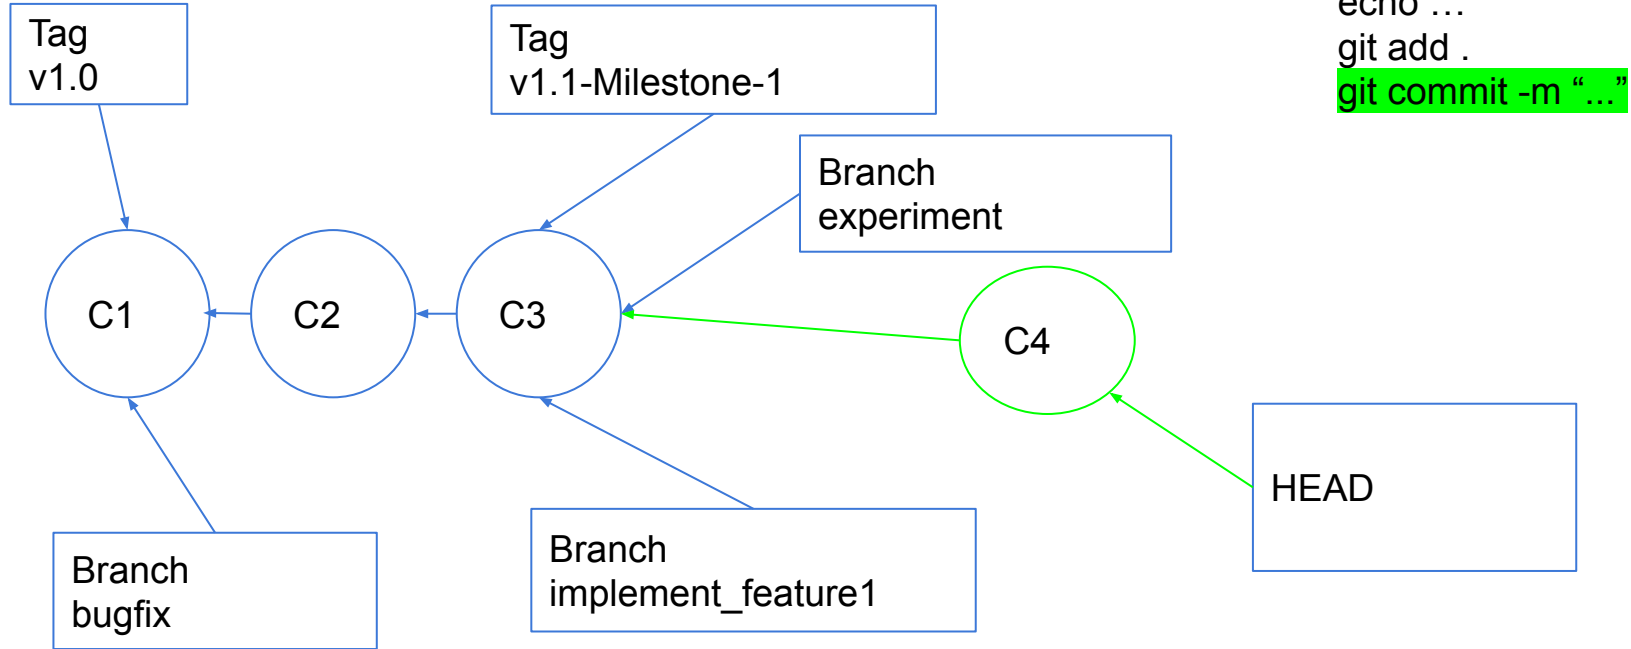 Tag
v1.0
Tag
v1.1-Milestone-1
echo …
git add .
git commit -m “...”
Branch
experiment
C1
C2
C3
C4
HEAD
Branch
bugfix
Branch
implement_feature1